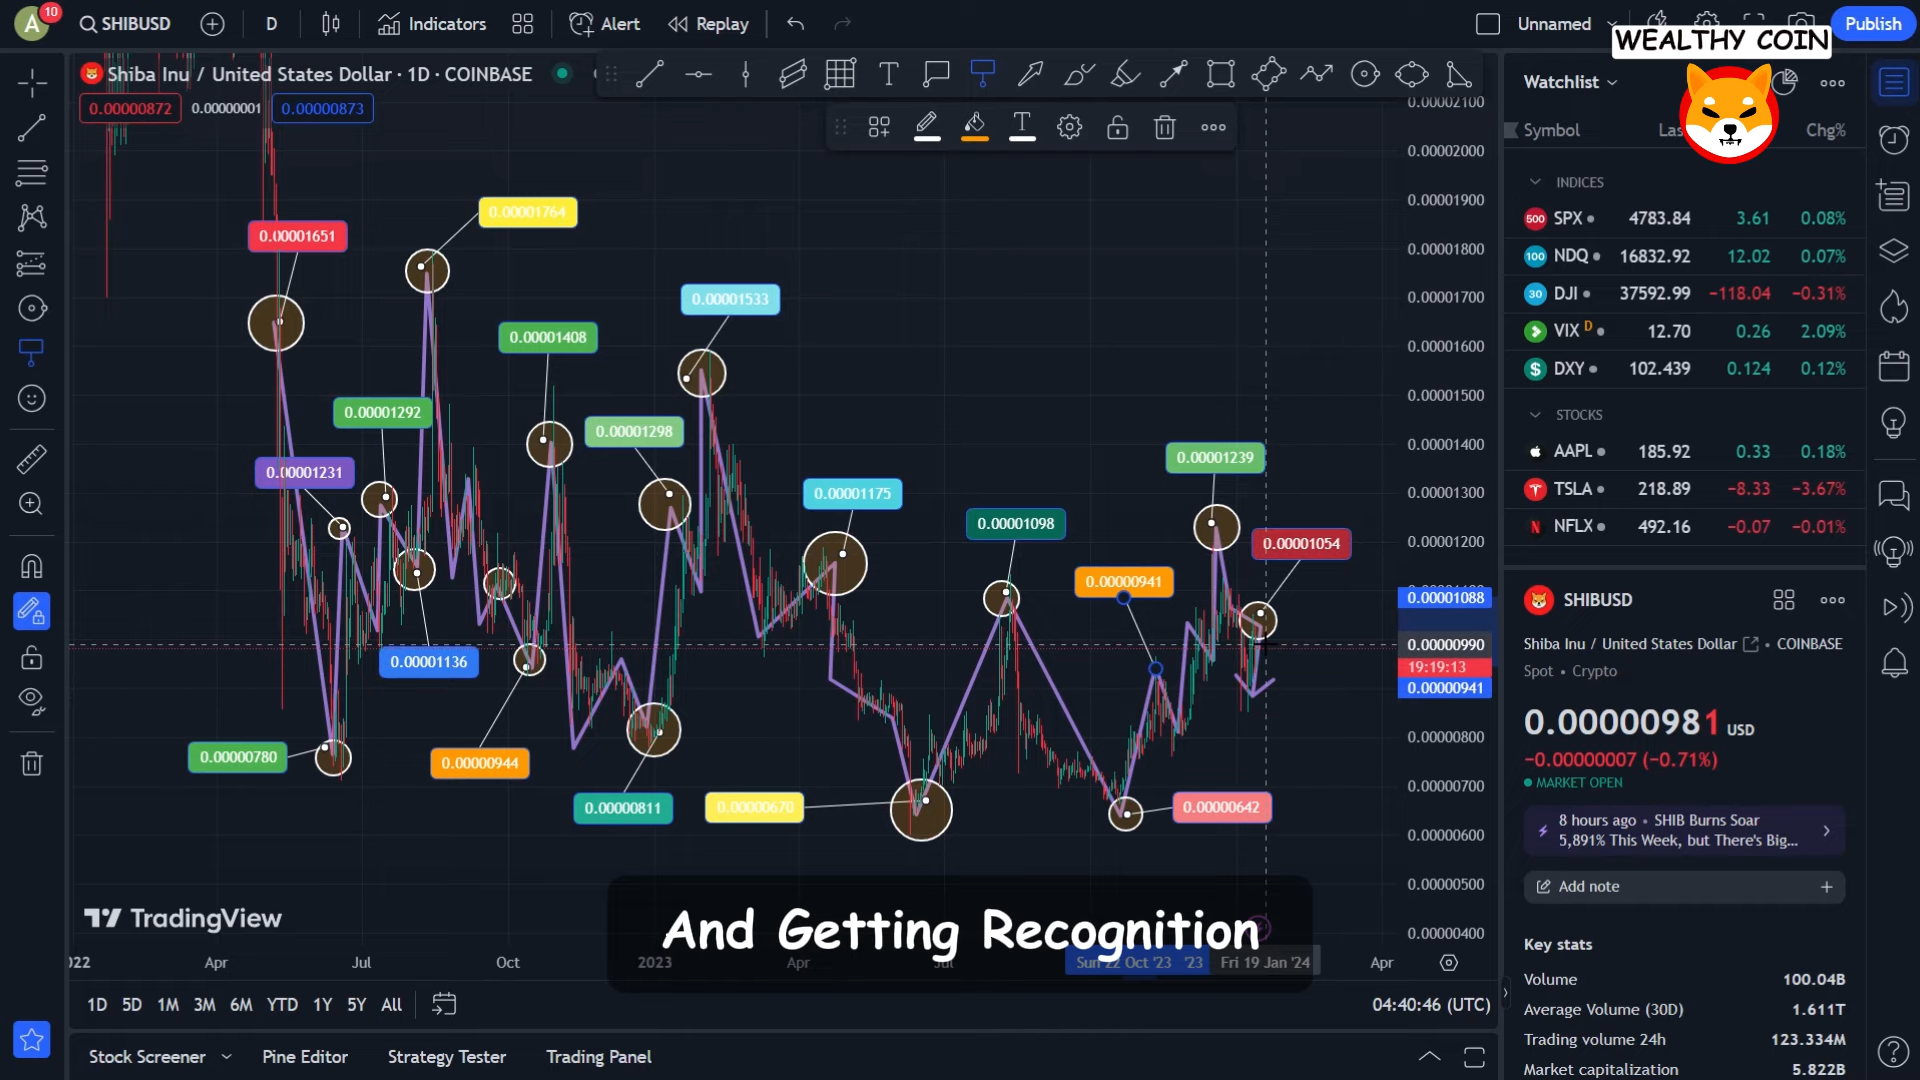 A 10 SHIBUSD D Indicators Alert Replay Unnamed Publish
WEALTHY COIN
Shiba Inu / United States Dollar · 1D · COINBASE
0.00000872 0.00000001 0.00000873
T
T
Watchlist
Symbol Las Chg%
INDICES
500 SPX 4783.84 3.61 0.08%
100 NDQ 16832.92 12.02 0.07%
30 DJI 37592.99 −118.04 −0.31%
VIX D 12.70 0.26 2.09%
$ DXY 102.439 0.124 0.12%
STOCKS
AAPL 185.92 0.33 0.18%
TSLA 218.89 −8.33 −3.67%
N NFLX 492.16 −0.07 −0.01%
SHIBUSD
Shiba Inu / United States Dollar • COINBASE
Spot • Crypto
0.00000981 USD
−0.00000007 (−0.71%)
MARKET OPEN
8 hours ago • SHIB Burns Soar
5,891% This Week, but There's Big...
Add note
Key stats
Volume 100.04B
Average Volume (30D) 1.611T
Trading volume 24h 123.334M
Market capitalization 5.822B
0.00001764
0.00001651
0.00001533
0.00001408
0.00001292
0.00001298
0.00001239
0.00001231
0.00001175
0.00001098
0.00001054
0.00000941
0.00001136
0.00000780
0.00000944
0.00000811
0.00000670
0.00000642
0.00002100
0.00002000
0.00001900
0.00001800
0.00001700
0.00001600
0.00001500
0.00001400
0.00001300
0.00001200
0.00001088
0.00000990
19:19:13
0.00000941
0.00000800
0.00000700
0.00000600
0.00000500
0.00000400
TradingView
And Getting Recognition
2022 Apr Jul Oct 2023 Apr Jul Sun 22 Oct '23 '23 Fri 19 Jan '24 Apr
1D 5D 1M 3M 6M YTD 1Y 5Y All 04:40:46 (UTC)
Stock Screener Pine Editor Strategy Tester Trading Panel